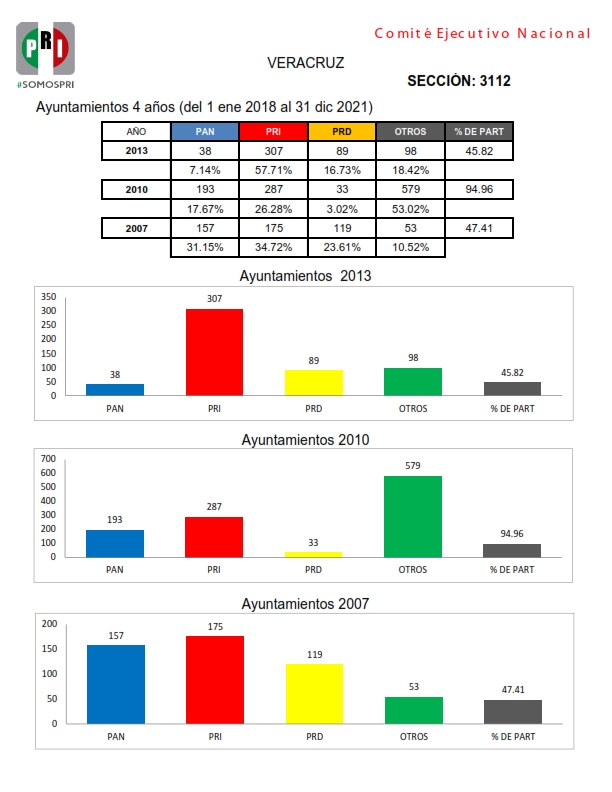 Comité Ejecutivo Nacional
PRI
#SOMOSPRI
VERACRUZ
SECCIÓN: 3112
Ayuntamientos 4 años (del 1 ene 2018 al 31 dic 2021)
AÑO PAN PRI PRD OTROS % DE PART
2013 38 307 89 98 45.82
7.14% 57.71% 16.73% 18.42%
2010 193 287 33 579 94.96
17.67% 26.28% 3.02% 53.02%
2007 157 175 119 53 47.41
31.15% 34.72% 23.61% 10.52%
Ayuntamientos 2013
350
300
250
200
150
100
50
0
38 307 89 98 45.82
PAN PRI PRD OTROS % DE PART
Ayuntamientos 2010
700
600
500
400
300
200
100
0
193 287 33 579 94.96
PAN PRI PRD OTROS % DE PART
Ayuntamientos 2007
200
150
100
50
0
157 175 119 53 47.41
PAN PRI PRD OTROS % DE PART